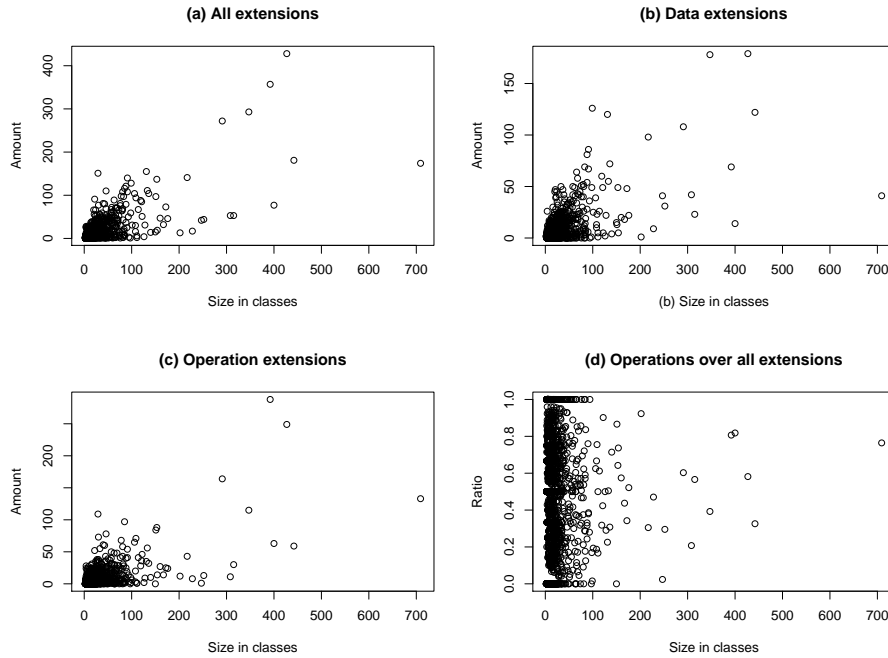 (a) All extensions
Amount
0 100 200 300 400
0 100 200 300 400 500 600 700
Size in classes
(b) Data extensions
Amount
0 50 100 150
0 100 200 300 400 500 600 700
(b) Size in classes
(c) Operation extensions
Amount
0 50 100 200
0 100 200 300 400 500 600 700
Size in classes
(d) Operations over all extensions
Ratio
0.0 0.2 0.4 0.6 0.8 1.0
0 100 200 300 400 500 600 700
Size in classes